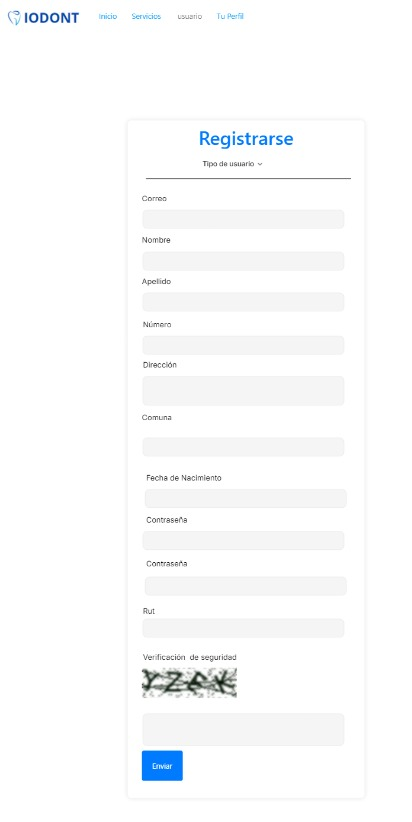 IODONT Inicio Servicios usuario Tu Perfil
Registrarse
Tipo de usuario
Correo
Nombre
Apellido
Número
Dirección
Comuna
Fecha de Nacimiento
Contraseña
Contraseña
Rut
Verificación de seguridad
Enviar